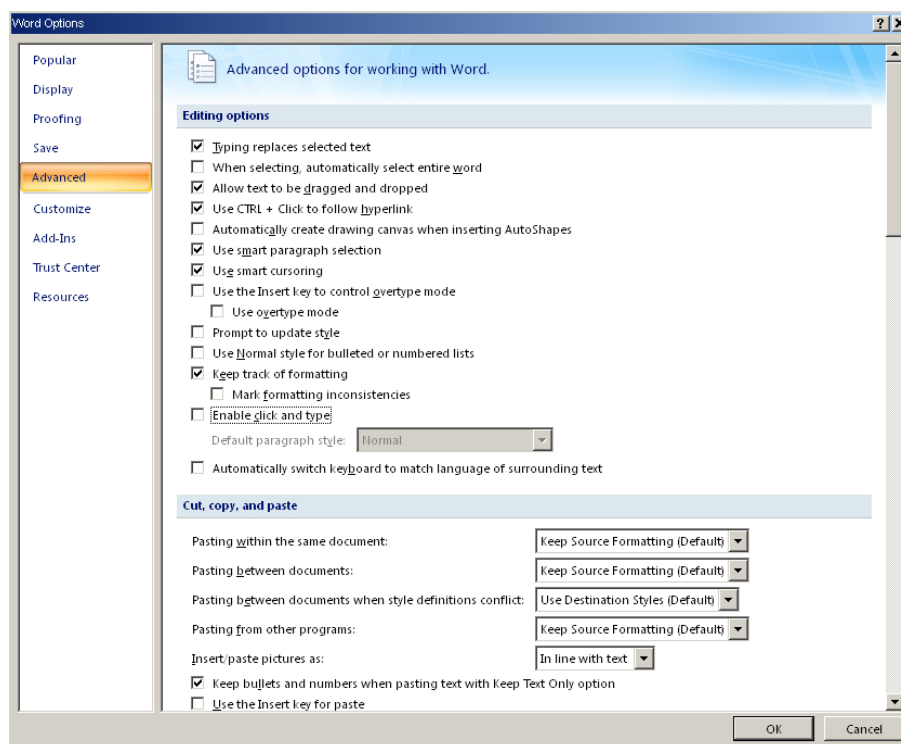 Word Options
Popular
Display
Proofing
Save
Advanced
Customize
Add-Ins
Trust Center
Resources
Advanced options for working with Word.
Editing options
Typing replaces selected text
When selecting, automatically select entire word
Allow text to be dragged and dropped
Use CTRL + Click to follow hyperlink
Automatically create drawing canvas when inserting AutoShapes
Use smart paragraph selection
Use smart cursoring
Use the Insert key to control overtype mode
Use overtype mode
Prompt to update style
Use Normal style for bulleted or numbered lists
Keep track of formatting
Mark formatting inconsistencies
Enable click and type
Default paragraph style: Normal
Automatically switch keyboard to match language of surrounding text
Cut, copy, and paste
Pasting within the same document: Keep Source Formatting (Default)
Pasting between documents: Keep Source Formatting (Default)
Pasting between documents when style definitions conflict: Use Destination Styles (Default)
Pasting from other programs: Keep Source Formatting (Default)
Insert/paste pictures as: In line with text
Keep bullets and numbers when pasting text with Keep Text Only option
Use the Insert key for paste
OK Cancel